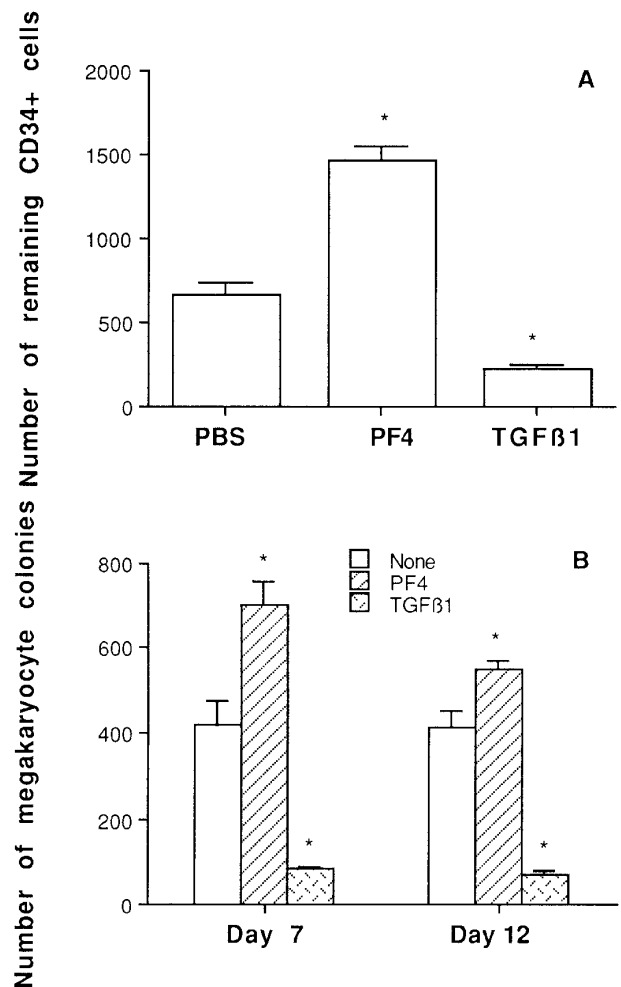 Number of remaining CD34+ cells
A
2000
1500
1000
500
0
*
*
PBS
PF4
TGFß1
Number of megakaryocyte colonies
B
800
600
400
200
0
None
PF4
TGFß1
*
*
*
*
Day 7
Day 12